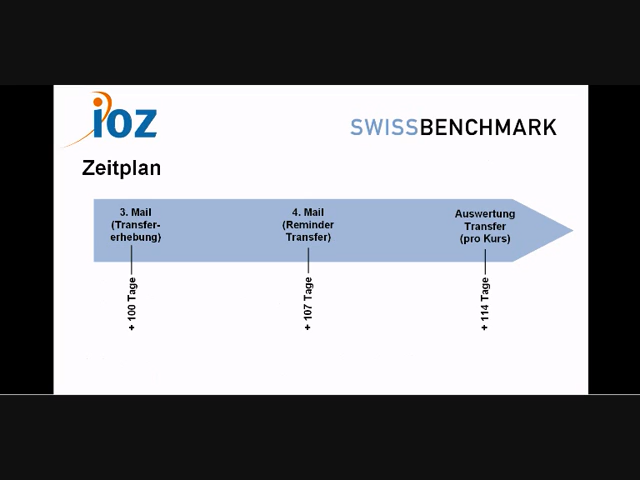 ioz
SWISSBENCHMARK
Zeitplan
3. Mail
(Transfer-
erhebung)
4. Mail
(Reminder
Transfer)
Auswertung
Transfer
(pro Kurs)
+ 100 Tage
+ 107 Tage
+ 114 Tage